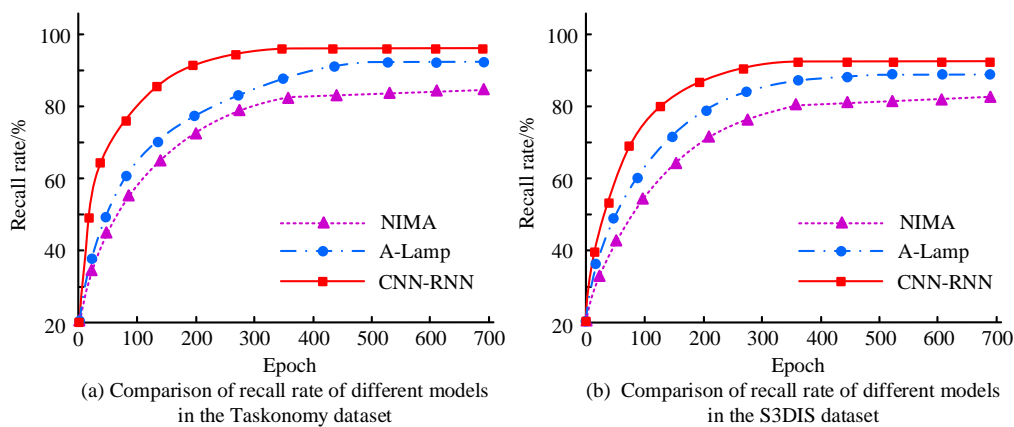 100
80
60
40
20
Recall rate/%
NIMA
A-Lamp
CNN-RNN
0 100 200 300 400 500 600 700
Epoch
(a) Comparison of recall rate of different models
in the Taskonomy dataset
100
80
60
40
20
Recall rate/%
NIMA
A-Lamp
CNN-RNN
0 100 200 300 400 500 600 700
Epoch
(b) Comparison of recall rate of different models
in the S3DIS dataset